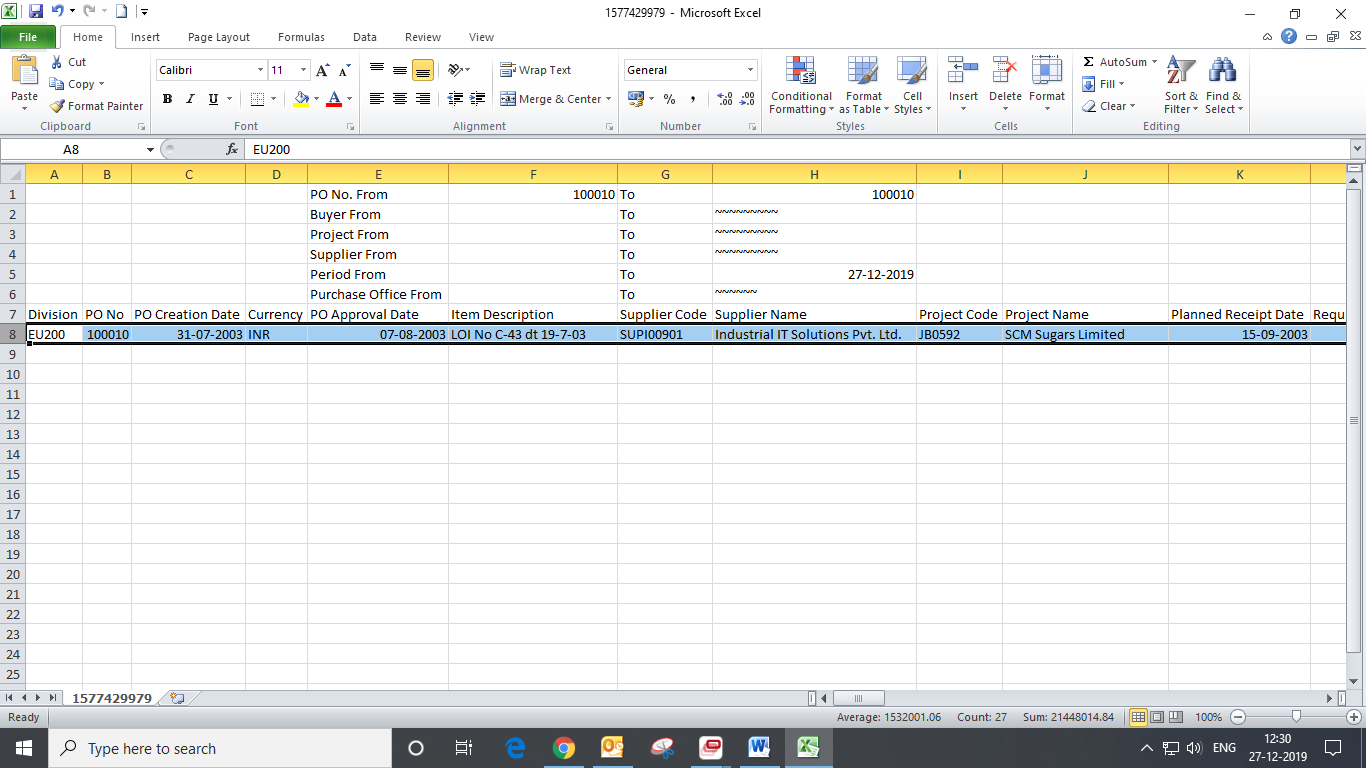 1577429979 - Microsoft Excel
File Home Insert Page Layout Formulas Data Review View
Paste Cut Copy Format Painter Clipboard
Calibri 11 A A B I U A Font
Wrap Text Merge & Center Alignment
General % , .0 .00 .00 .0 Number
Conditional Formatting Format as Table Cell Styles Styles
Insert Delete Format Cells
Σ AutoSum Fill Clear Sort & Filter Find & Select Editing
A8 fx EU200
A B C D E F G H I J K
1 PO No. From 100010 To 100010
2 Buyer From To ~~~~~~~~~
3 Project From To ~~~~~~~~~
4 Supplier From To ~~~~~~~~~
5 Period From To 27-12-2019
6 Purchase Office From To ~~~~~~
7 Division PO No PO Creation Date Currency PO Approval Date Item Description Supplier Code Supplier Name Project Code Project Name Planned Receipt Date Requ
8 EU200 100010 31-07-2003 INR 07-08-2003 LOI No C-43 dt 19-7-03 SUPI00901 Industrial IT Solutions Pvt. Ltd. JB0592 SCM Sugars Limited 15-09-2003
9
10
11
12
13
14
15
16
17
18
19
20
21
22
23
24
25
1577429979
Ready Average: 1532001.06 Count: 27 Sum: 21448014.84 100%
Type here to search ENG 12:30
27-12-2019